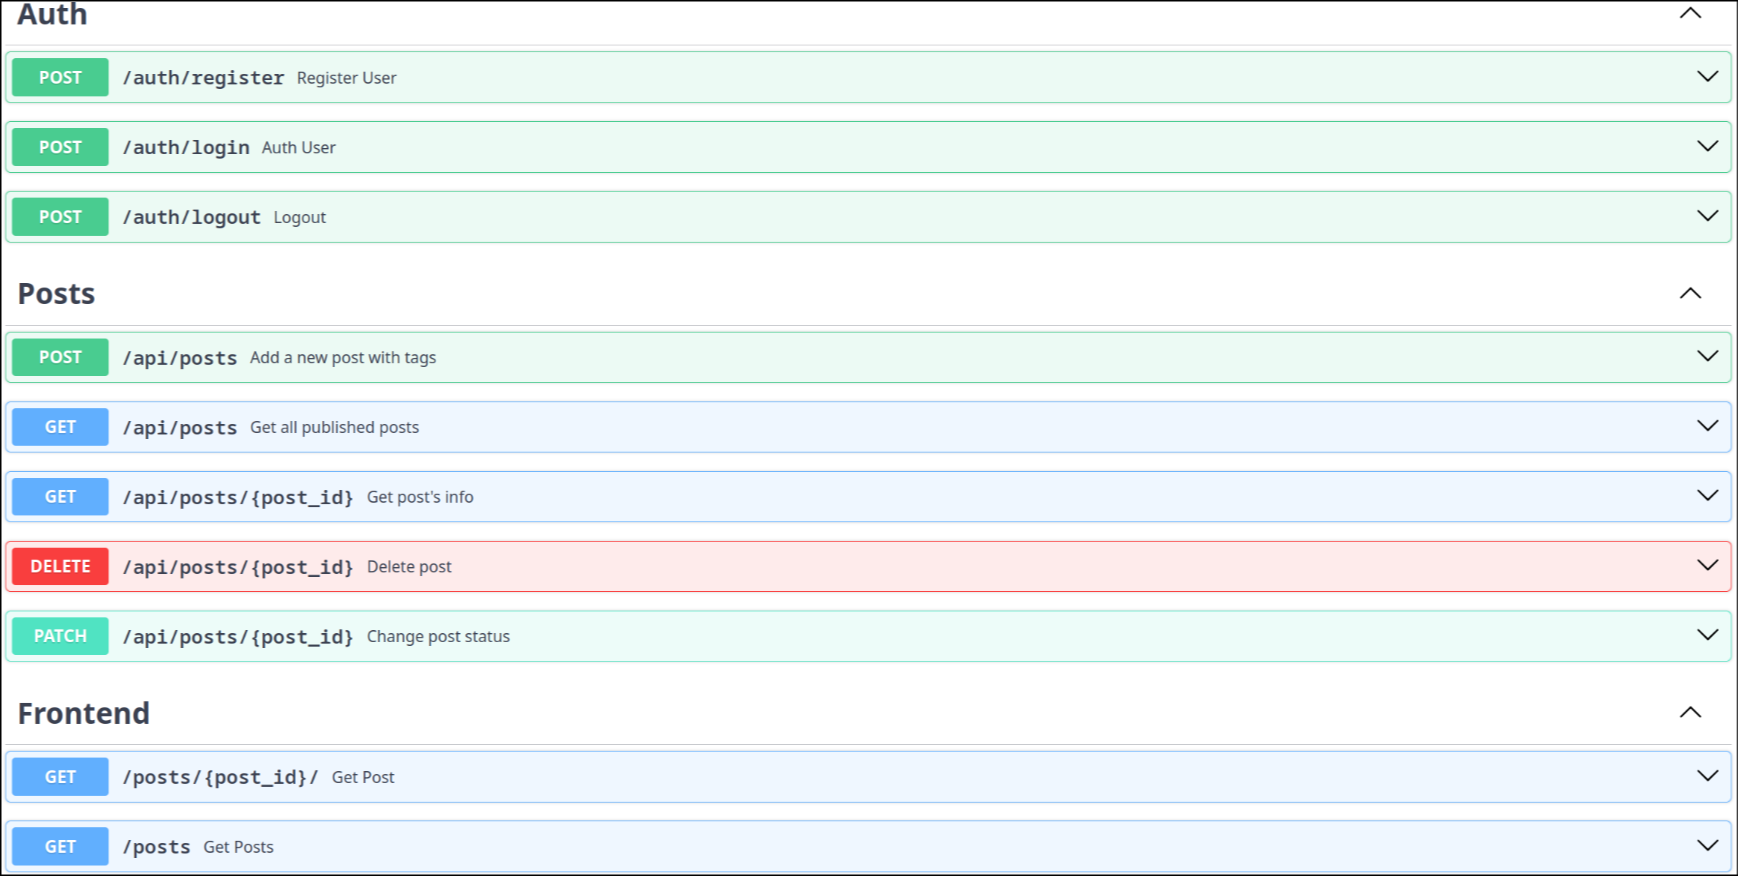 Auth
POST /auth/register Register User
POST /auth/login Auth User
POST /auth/logout Logout
Posts
POST /api/posts Add a new post with tags
GET /api/posts Get all published posts
GET /api/posts/{post_id} Get post's info
DELETE /api/posts/{post_id} Delete post
PATCH /api/posts/{post_id} Change post status
Frontend
GET /posts/{post_id}/ Get Post
GET /posts Get Posts